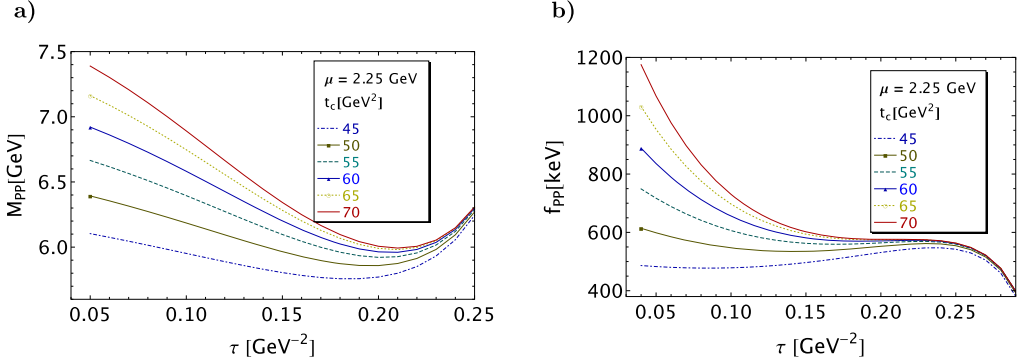 a)
M_PP[GeV]
7.5
7.0
6.5
6.0
0.05 0.10 0.15 0.20 0.25
τ [GeV⁻²]
μ = 2.25 GeV
t_c[GeV²]
45
50
55
60
65
70
b)
f_PP[keV]
1200
1000
800
600
400
0.05 0.10 0.15 0.20 0.25
τ [GeV⁻²]
μ = 2.25 GeV
t_c[GeV²]
45
50
55
60
65
70